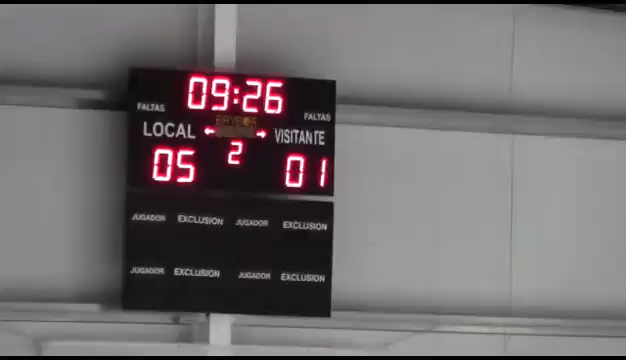 09:26
FALTAS FALTAS
LOCAL VISITANTE
2
05 01
JUGADOR EXCLUSION JUGADOR EXCLUSION
JUGADOR EXCLUSION JUGADOR EXCLUSION